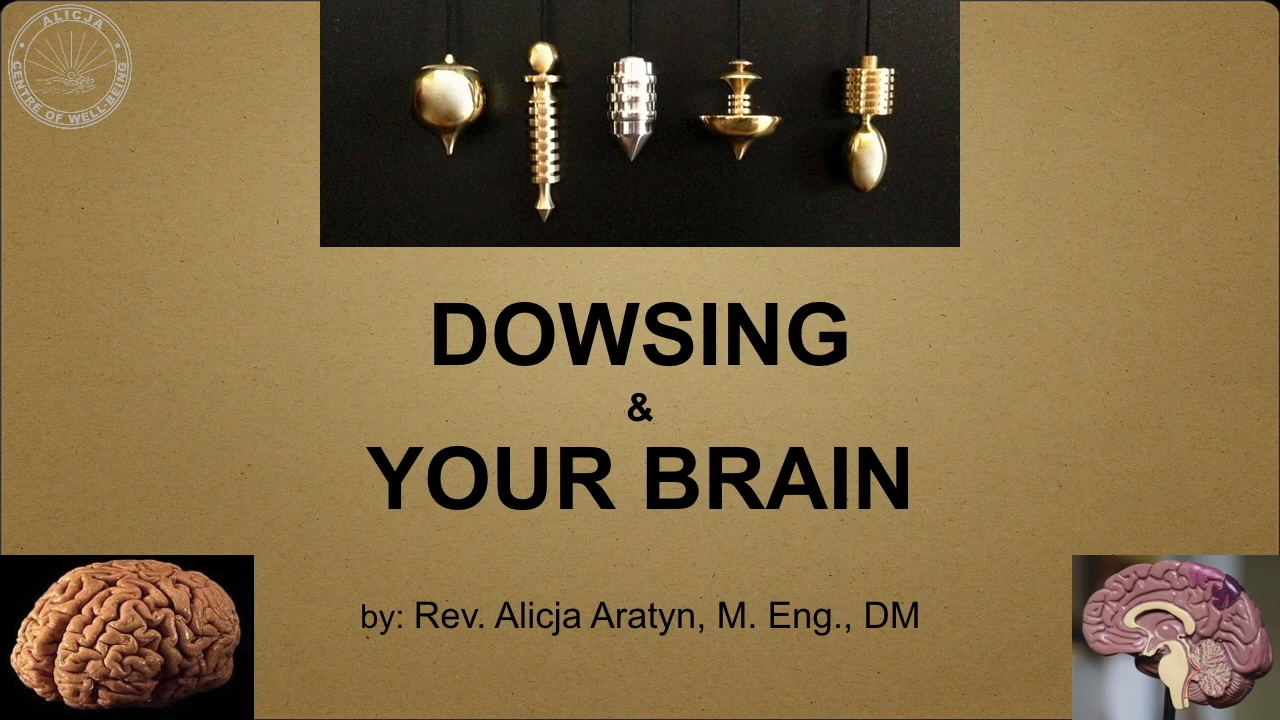 ALICJA
CENTRE OF WELL-BEING
DOWSING
&
YOUR BRAIN
by: Rev. Alicja Aratyn, M. Eng., DM